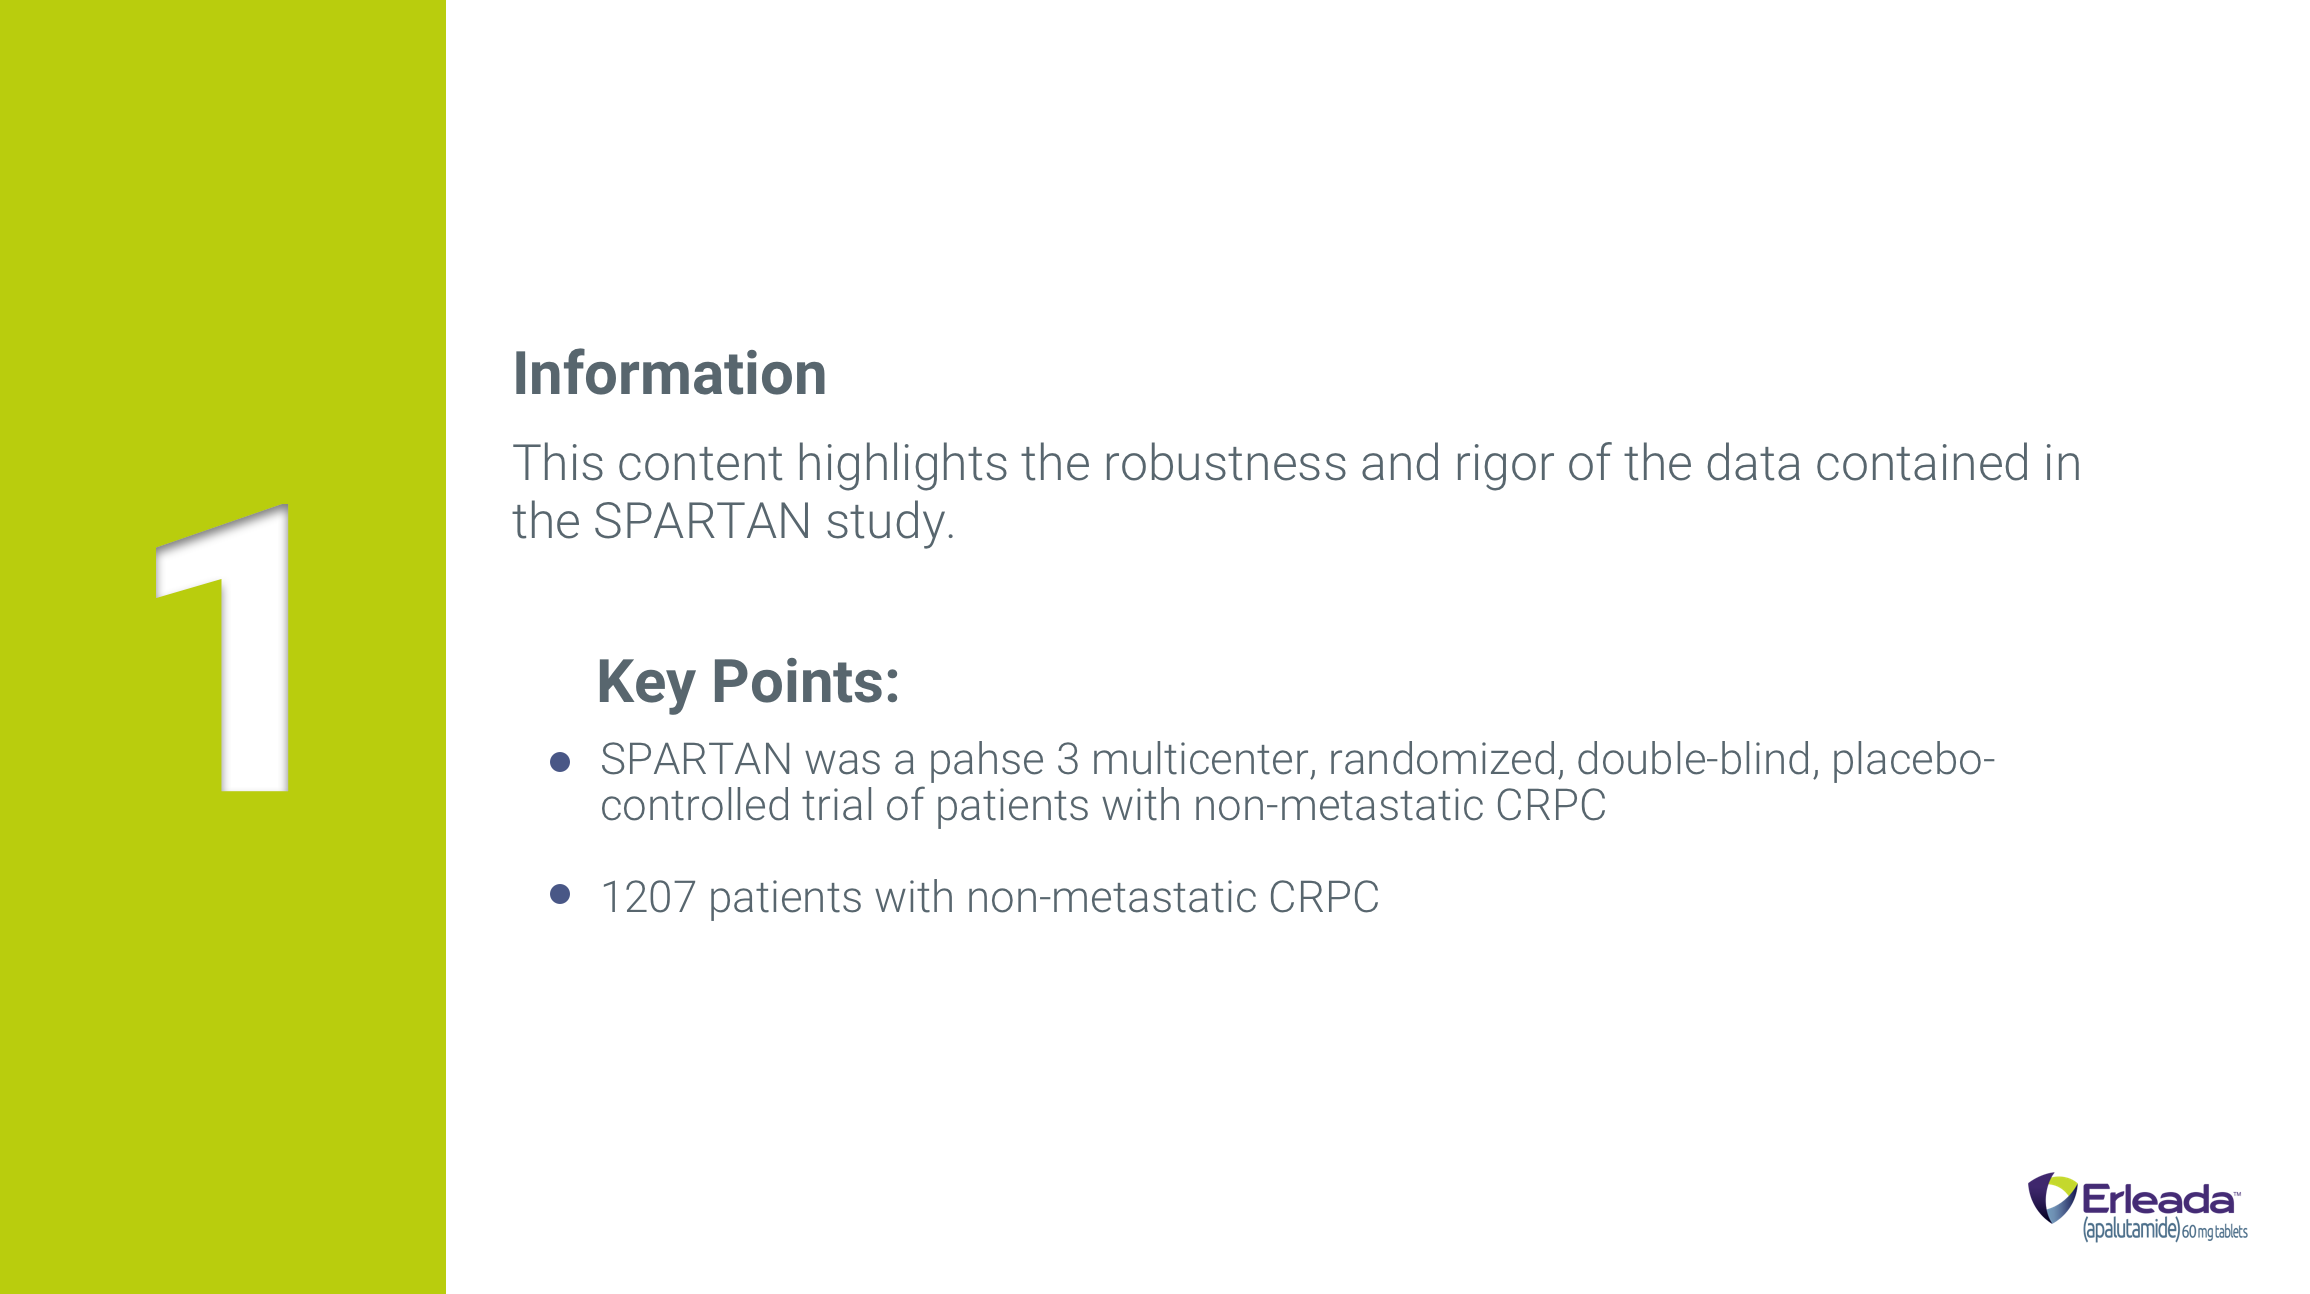 1
Information
This content highlights the robustness and rigor of the data contained in
the SPARTAN study.
Key Points:
● SPARTAN was a pahse 3 multicenter, randomized, double-blind, placebo-
controlled trial of patients with non-metastatic CRPC
● 1207 patients with non-metastatic CRPC
Erleada™
(apalutamide) 60 mg tablets